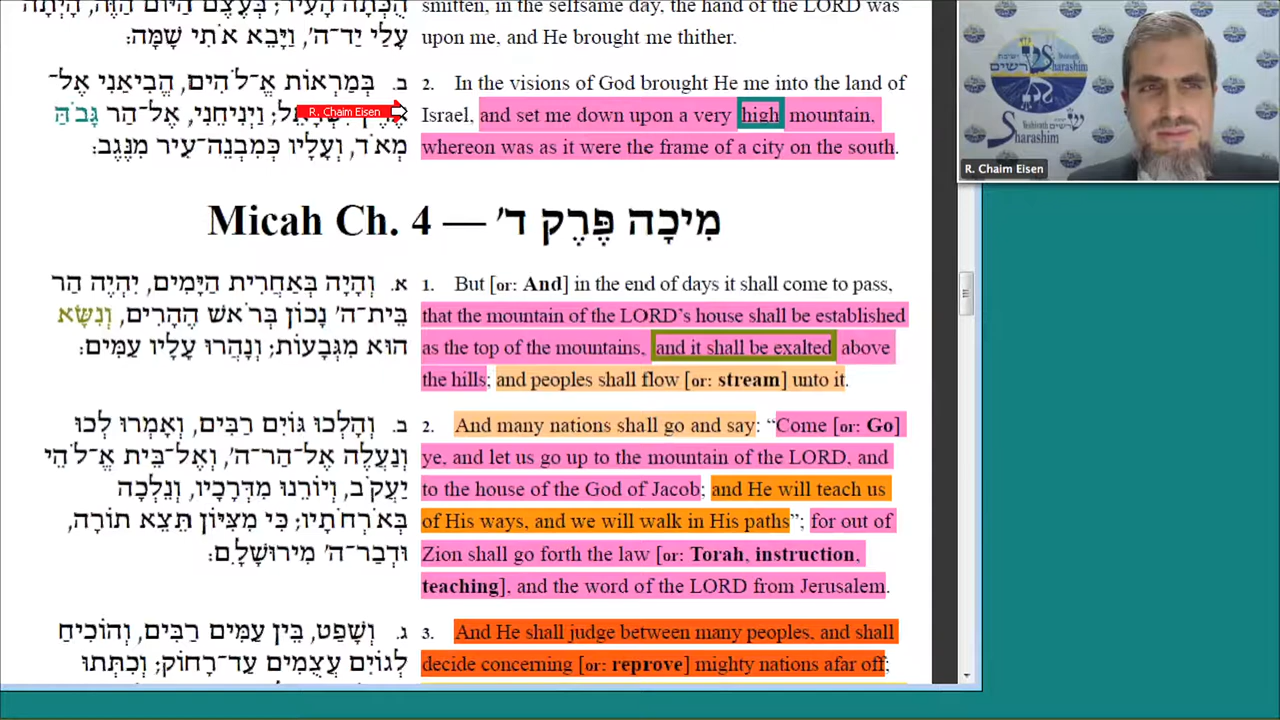 הֻכְּתָה הָעִיר; בְּעֶצֶם הַיּוֹם הַזֶּה, הָיְתָה
עָלַי יַד־ה', וַיָּבֵא אֹתִי שָׁמָּה:
smitten, in the selfsame day, the hand of the LORD was
upon me, and He brought me thither.
ב. בְּמַרְאוֹת אֱ־לֹהִים, הֱבִיאַנִי אֶל־
וַיְנִיחֵנִי, אֶל־הַר גָּבֹהַּ
מְאֹד, וְעָלָיו כְּמִבְנֵה־עִיר מִנֶּגֶב:
R. Chaim Eisen
2. In the visions of God brought He me into the land of
Israel, and set me down upon a very high mountain,
whereon was as it were the frame of a city on the south.
Micah Ch. 4 — מִיכָה פֶּרֶק ד'
א. וְהָיָה בְּאַחֲרִית הַיָּמִים, יִהְיֶה הַר
בֵּית־ה' נָכוֹן בְּרֹאשׁ הֶהָרִים, וְנִשָּׂא
הוּא מִגְּבָעוֹת; וְנָהֲרוּ עָלָיו עַמִּים:
1. But [or: And] in the end of days it shall come to pass,
that the mountain of the LORD’s house shall be established
as the top of the mountains, and it shall be exalted above
the hills; and peoples shall flow [or: stream] unto it.
ב. וְהָלְכוּ גּוֹיִם רַבִּים, וְאָמְרוּ לְכוּ
וְנַעֲלֶה אֶל־הַר־ה', וְאֶל־בֵּית אֱ־לֹהֵי
יַעֲקֹב, וְיוֹרֵנוּ מִדְּרָכָיו, וְנֵלְכָה
בְּאֹרְחֹתָיו; כִּי מִצִּיּוֹן תֵּצֵא תוֹרָה,
וּדְבַר־ה' מִירוּשָׁלִָם:
2. And many nations shall go and say: “Come [or: Go]
ye, and let us go up to the mountain of the LORD, and
to the house of the God of Jacob; and He will teach us
of His ways, and we will walk in His paths”; for out of
Zion shall go forth the law [or: Torah, instruction,
teaching], and the word of the LORD from Jerusalem.
ג. וְשָׁפַט, בֵּין עַמִּים רַבִּים, וְהוֹכִיחַ
לְגוֹיִם עֲצֻמִים עַד־רָחוֹק; וְכִתְּתוּ
3. And He shall judge between many peoples, and shall
decide concerning [or: reprove] mighty nations afar off;
Sharashim
שרשים
Yeshivath
Sharashim
R. Chaim Eisen